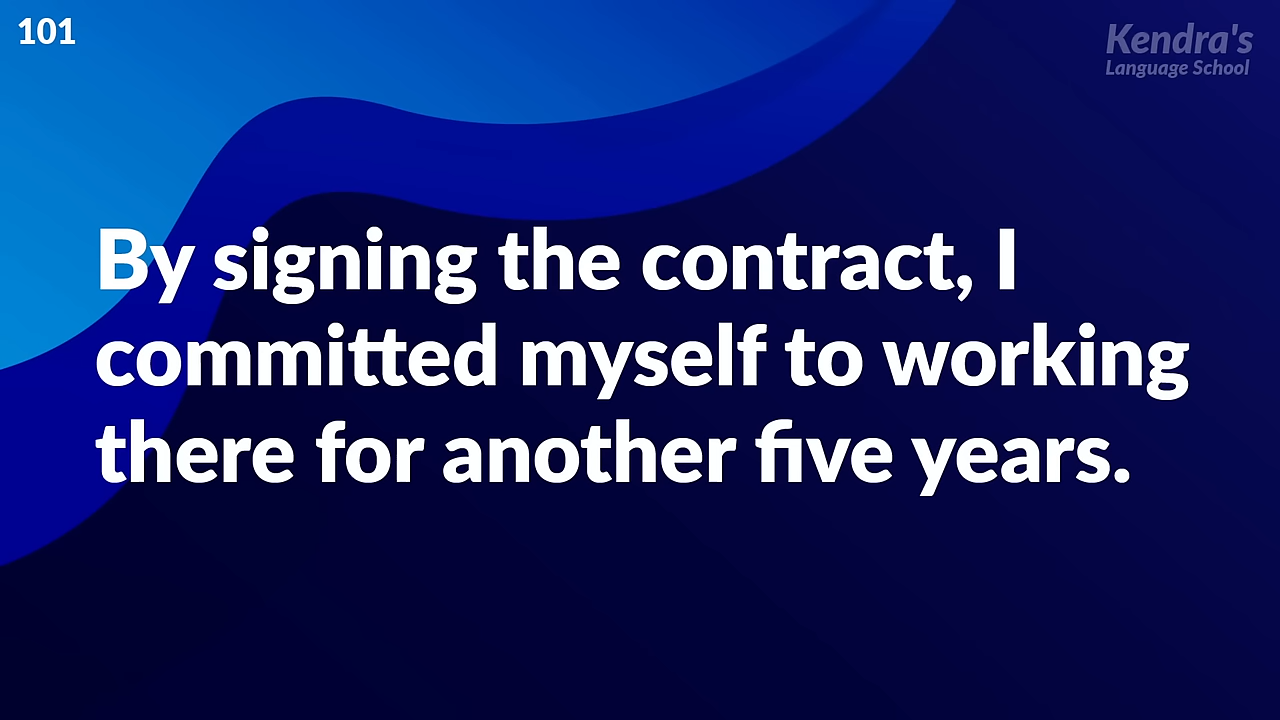 101
Kendra's
Language School
By signing the contract, I
committed myself to working
there for another five years.